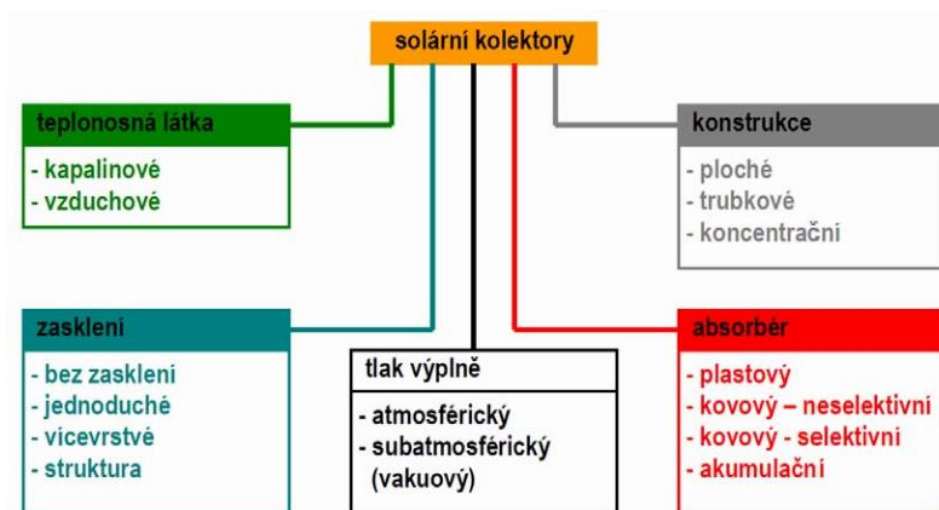 solární kolektory
teplonosná látka
- kapalinové
- vzduchové
konstrukce
- ploché
- trubkové
- koncentrační
zasklení
- bez zasklení
- jednoduché
- vícevrstvé
- struktura
tlak výplně
- atmosférický
- subatmosférický
(vakuový)
absorbér
- plastový
- kovový – neselektivní
- kovový - selektivní
- akumulační